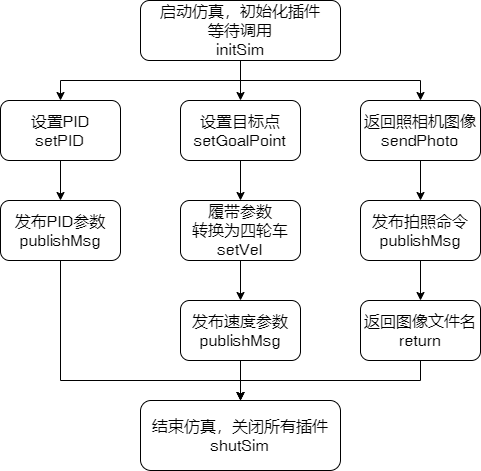 启动仿真，初始化插件
等待调用
initSim
设置PID
setPID
设置目标点
setGoalPoint
返回照相机图像
sendPhoto
发布PID参数
publishMsg
履带参数
转换为四轮车
setVel
发布拍照命令
publishMsg
发布速度参数
publishMsg
返回图像文件名
return
结束仿真，关闭所有插件
shutSim